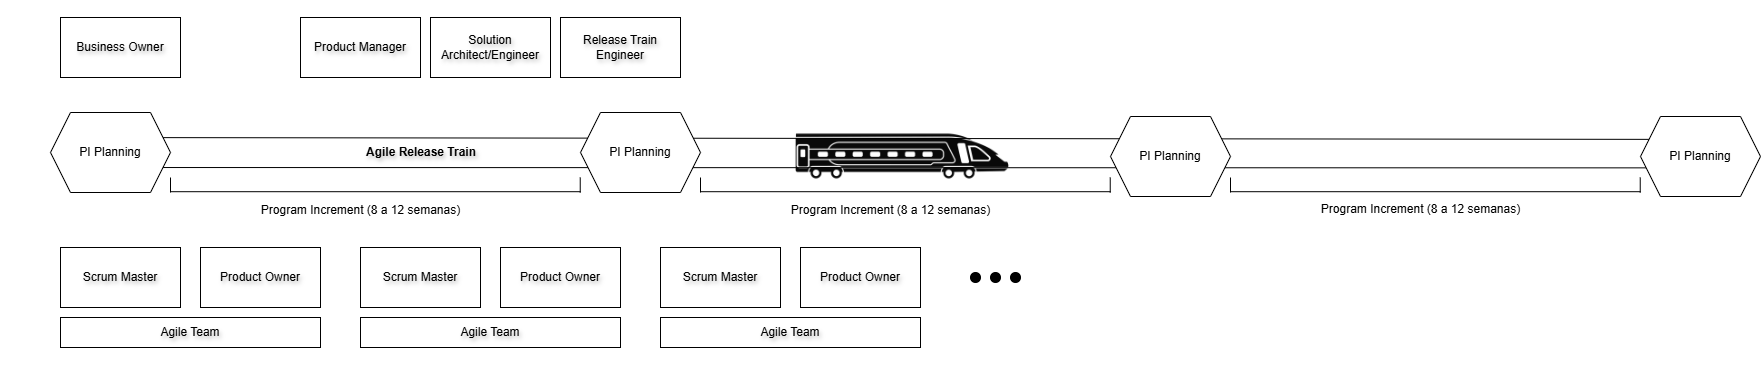 Business Owner
Product Manager
Solution
Architect/Engineer
Release Train
Engineer
PI Planning
Agile Release Train
PI Planning
PI Planning
PI Planning
Program Increment (8 a 12 semanas)
Program Increment (8 a 12 semanas)
Program Increment (8 a 12 semanas)
Scrum Master
Product Owner
Scrum Master
Product Owner
Scrum Master
Product Owner
Agile Team
Agile Team
Agile Team